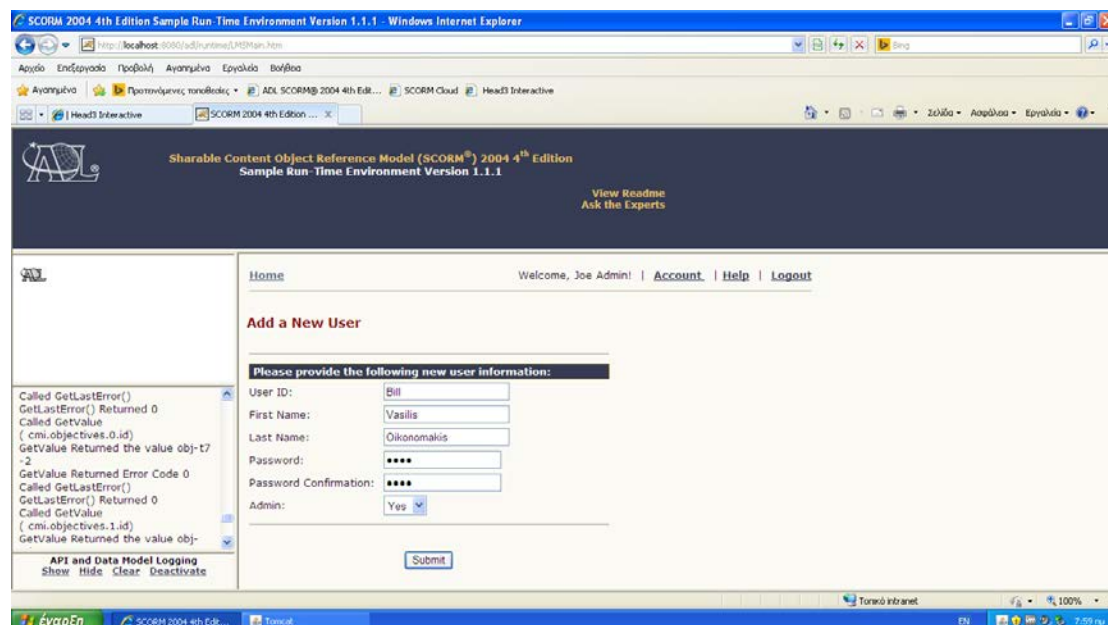 SCORM 2004 4th Edition Sample Run-Time Environment Version 1.1.1 - Windows Internet Explorer
http://localhost:8080/adl/runtime/LMSMain.htm
Bing
Αρχείο Επεξεργασία Προβολή Αγαπημένα Εργαλεία Βοήθεια
Αγαπημένα Προτεινόμενες τοποθεσίες ADL SCORM® 2004 4th Edit... SCORM Cloud Head3 Interactive
| Head3 Interactive SCORM 2004 4th Edition ... X Σελίδα Ασφάλεια Εργαλεία
ADL
Sharable Content Object Reference Model (SCORM®) 2004 4th Edition
Sample Run-Time Environment Version 1.1.1
View Readme
Ask the Experts
ADL
Home Welcome, Joe Admin! | Account | Help | Logout
Add a New User
Please provide the following new user information:
User ID: Bill
First Name: Vasilis
Last Name: Oikonomakis
Password: ••••
Password Confirmation: ••••
Admin: Yes
Submit
Called GetLastError()
GetLastError() Returned 0
Called GetValue
( cmi.objectives.0.id)
GetValue Returned the value obj-t7
-2
GetValue Returned Error Code 0
Called GetLastError()
GetLastError() Returned 0
Called GetValue
( cmi.objectives.1.id)
GetValue Returned the value obj-
API and Data Model Logging
Show Hide Clear Deactivate
Τοπικό intranet 100%
έναρξη SCORM 2004 4th Edit... Tomcat EN 7:59 πμ